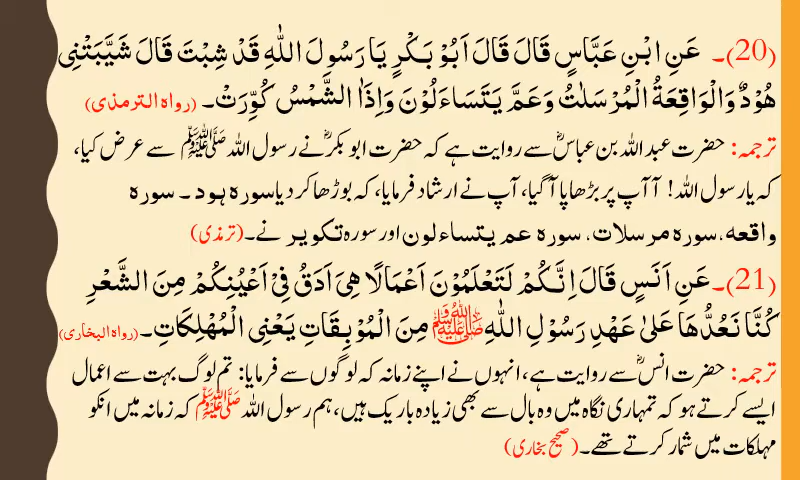 (20)۔ عَنِ ابْنِ عَبَّاسٍ قَالَ قَالَ اَبُوْ بَکْرٍ یَا رَسُوْلَ اللّٰہِ قَدْ شِبْتَ قَالَ شَیَّبَتْنِی
ھُوْدٌ وَالْوَاقِعَۃُ الْمُرْسَلٰتُ وَعَمَّ یَتَسَاءَلُوْنَ وَاِذَا الشَّمْسُ کُوِّرَتْ۔ (رواہ الترمذی)
ترجمہ: حضرت عبد اللہ بن عباسؓ سے روایت ہے کہ حضرت ابو بکرؓ نے رسول اللہ ﷺ سے عرض کیا،
کہ یا رسول اللہ! آ آپ پر بڑھاپا آ گیا، آپ نے ارشاد فرمایا، کہ بوڑھا کر دیا سورہ ہود ۔ سورہ
واقعہ، سورہ مرسلات، سورہ عم یتساءلون اور سورہ تکویر نے۔ (ترمذی)
(21)۔ عَنِ اَنَسٍ قَالَ اِنَّکُمْ لَتَعْلَمُوْنَ اَعْمَالًا ھِیَ اَدَقُّ فِیْ اَعْیُنِکُمْ مِنَ الشَّعْرِ
کُنَّا نَعُدُّھَا عَلیٰ عَھْدِ رَسُوْلِ اللّٰہِ ﷺ مِنَ الْمُوْبِقَاتِ یَعْنِی الْمُھْلِکَاتِ۔ (رواہ البخاری)
ترجمہ: حضرت انسؓ سے روایت ہے، انہوں نے اپنے زمانہ کہ لوگوں سے فرمایا: تم لوگ بہت سے اعمال
ایسے کرتے ہو کہ تمہاری نگاہ میں وہ بال سے بھی زیادہ باریک ہیں، ہم رسول اللہ ﷺ کہ زمانہ میں انکو
مہلکات میں شمار کرتے تھے۔ (صحیح بخاری)